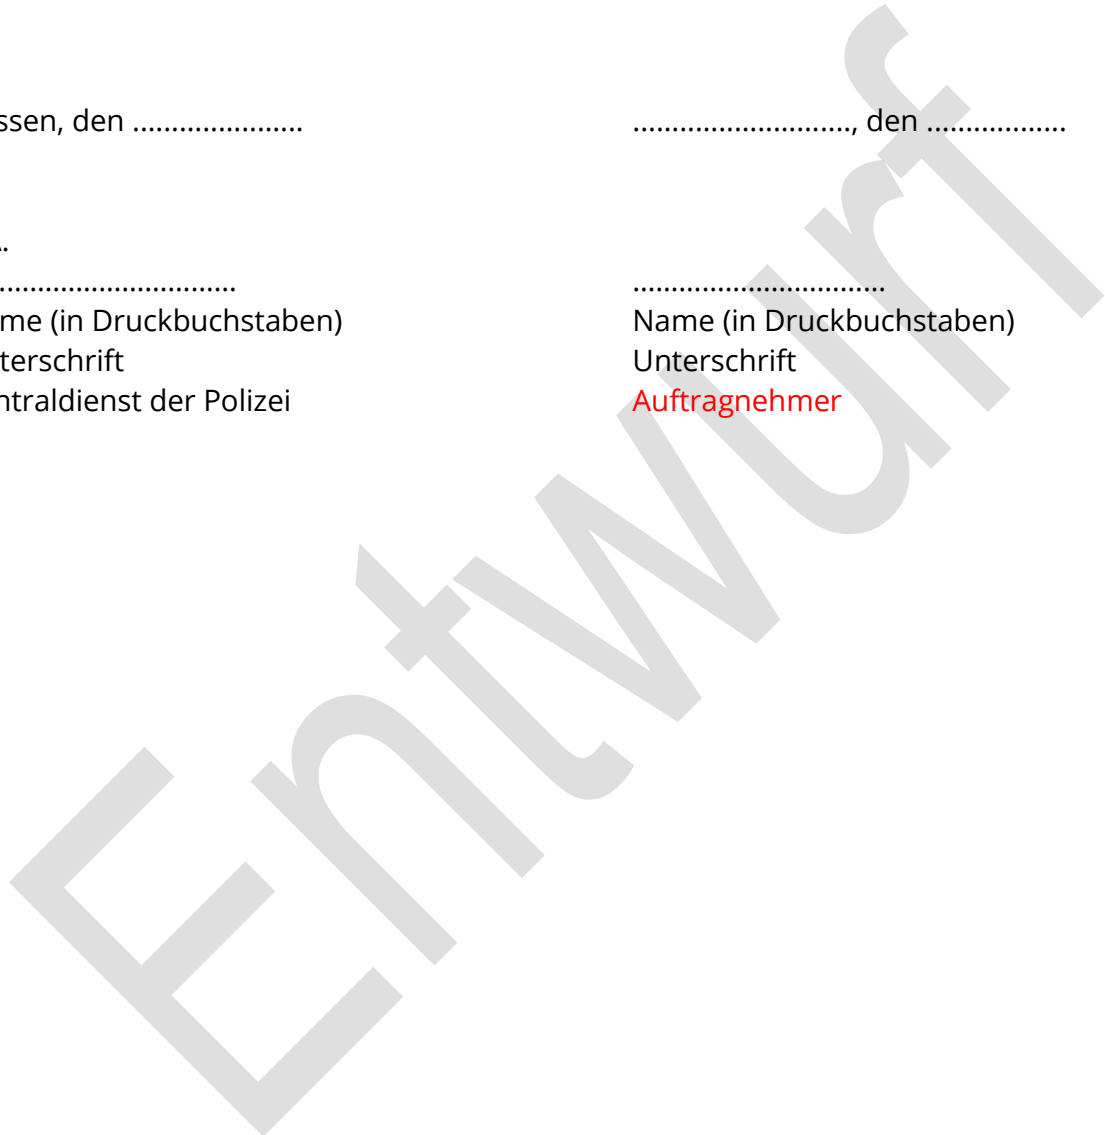 ssen, den ......................
............................, den ..................
.
...............................
.................................
me (in Druckbuchstaben)
Name (in Druckbuchstaben)
terschrift
Unterschrift
ntraldienst der Polizei
Auftragnehmer
Entwurf